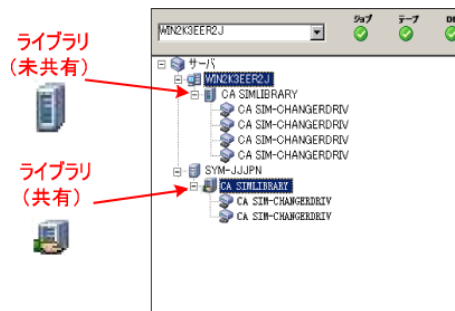 ライブラリ
(未共有)
ライブラリ
(共有)
WIN2K3EER2J
ジョブ
テープ
サーバ
WIN2K3EER2J
CA SIMLIBRARY
CA SIM-CHANGERDRIV
CA SIM-CHANGERDRIV
CA SIM-CHANGERDRIV
CA SIM-CHANGERDRIV
SYM-JJJPN
CA SIMLIBRARY
CA SIM-CHANGERDRIV
CA SIM-CHANGERDRIV